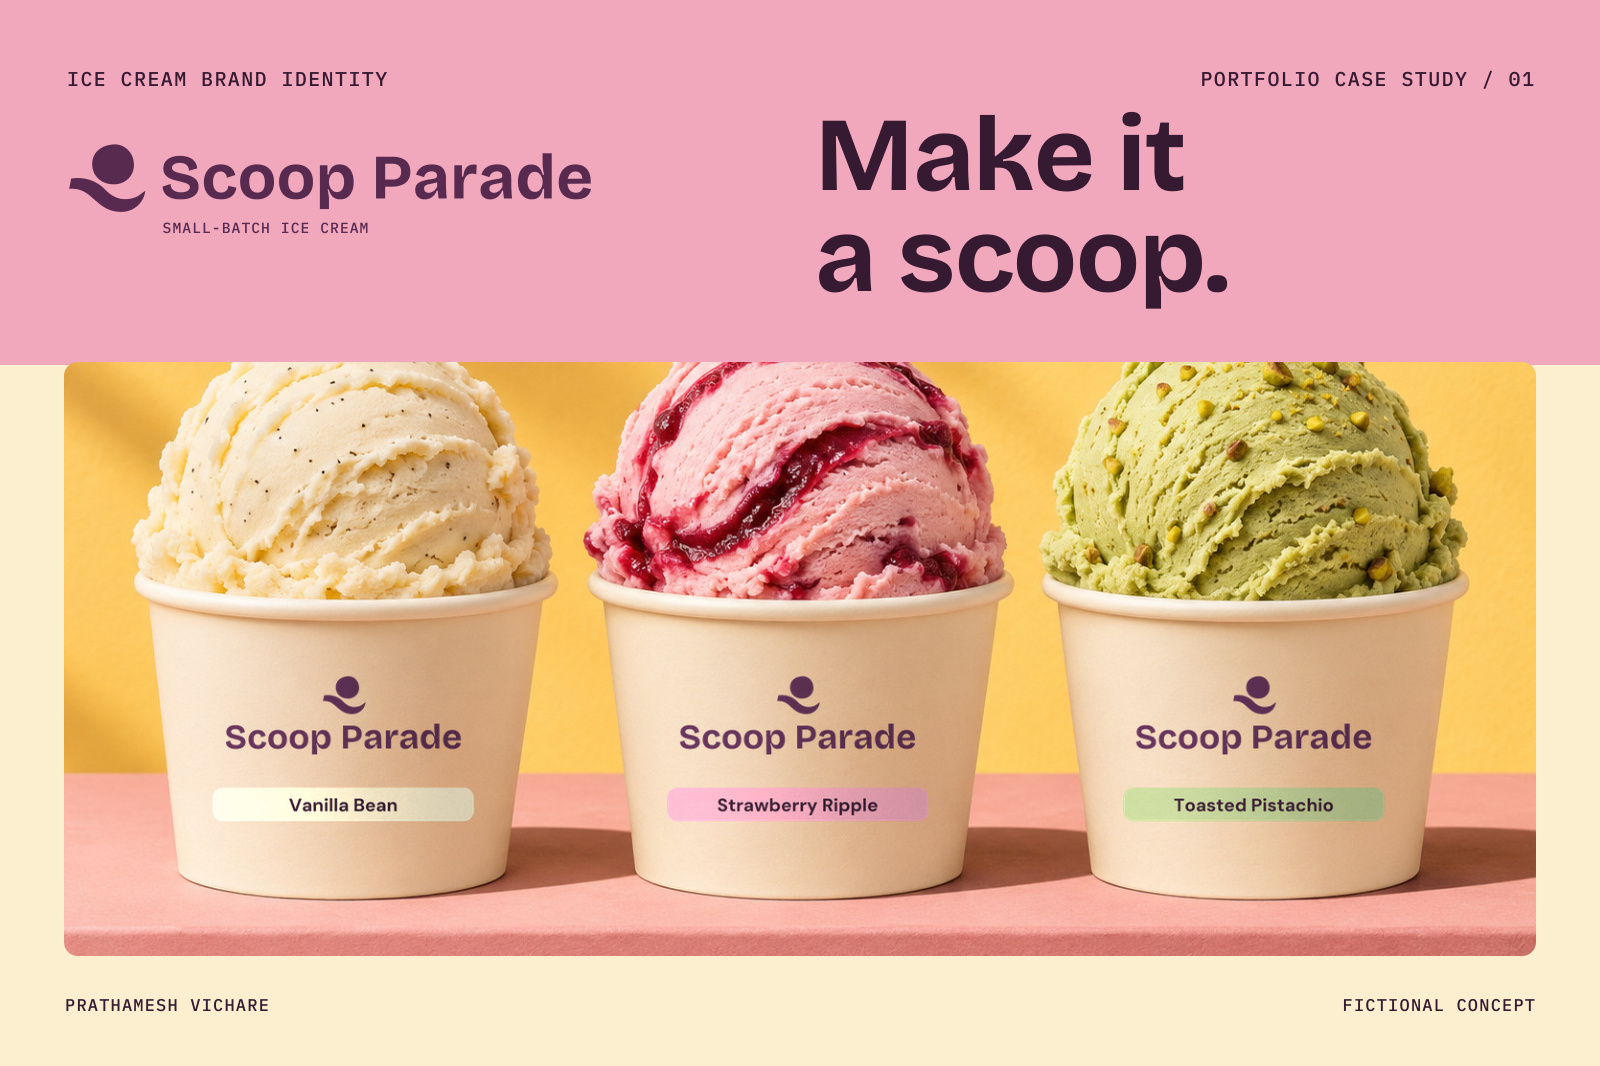 ICE CREAM BRAND IDENTITY
PORTFOLIO CASE STUDY / 01
Scoop Parade
SMALL-BATCH ICE CREAM
Make it
a scoop.
Scoop Parade
Vanilla Bean
Scoop Parade
Strawberry Ripple
Scoop Parade
Toasted Pistachio
PRATHAMESH VICHARE
FICTIONAL CONCEPT